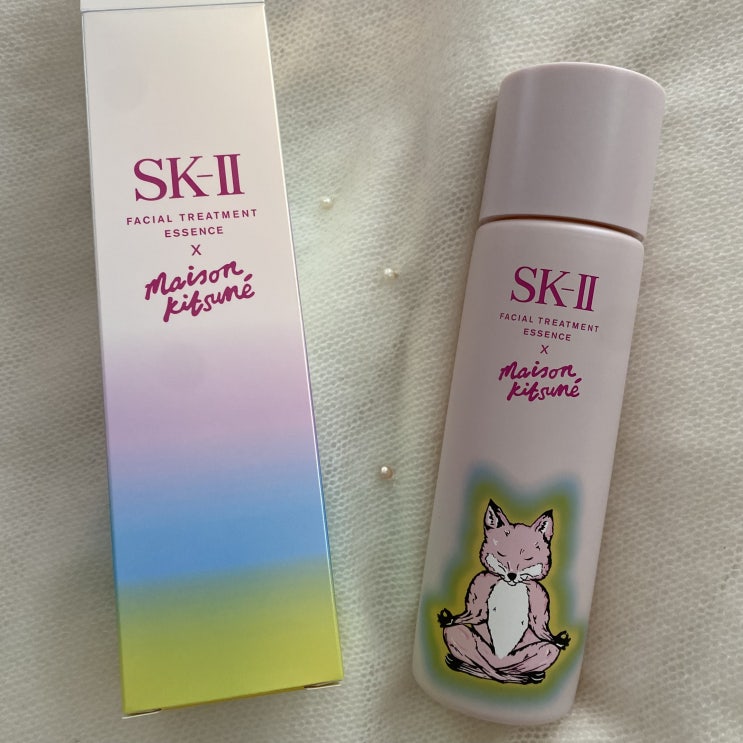 SK-II
FACIAL TREATMENT
ESSENCE
X
maison
kitsuné
SK-II
FACIAL TREATMENT
ESSENCE
X
maison
kitsuné